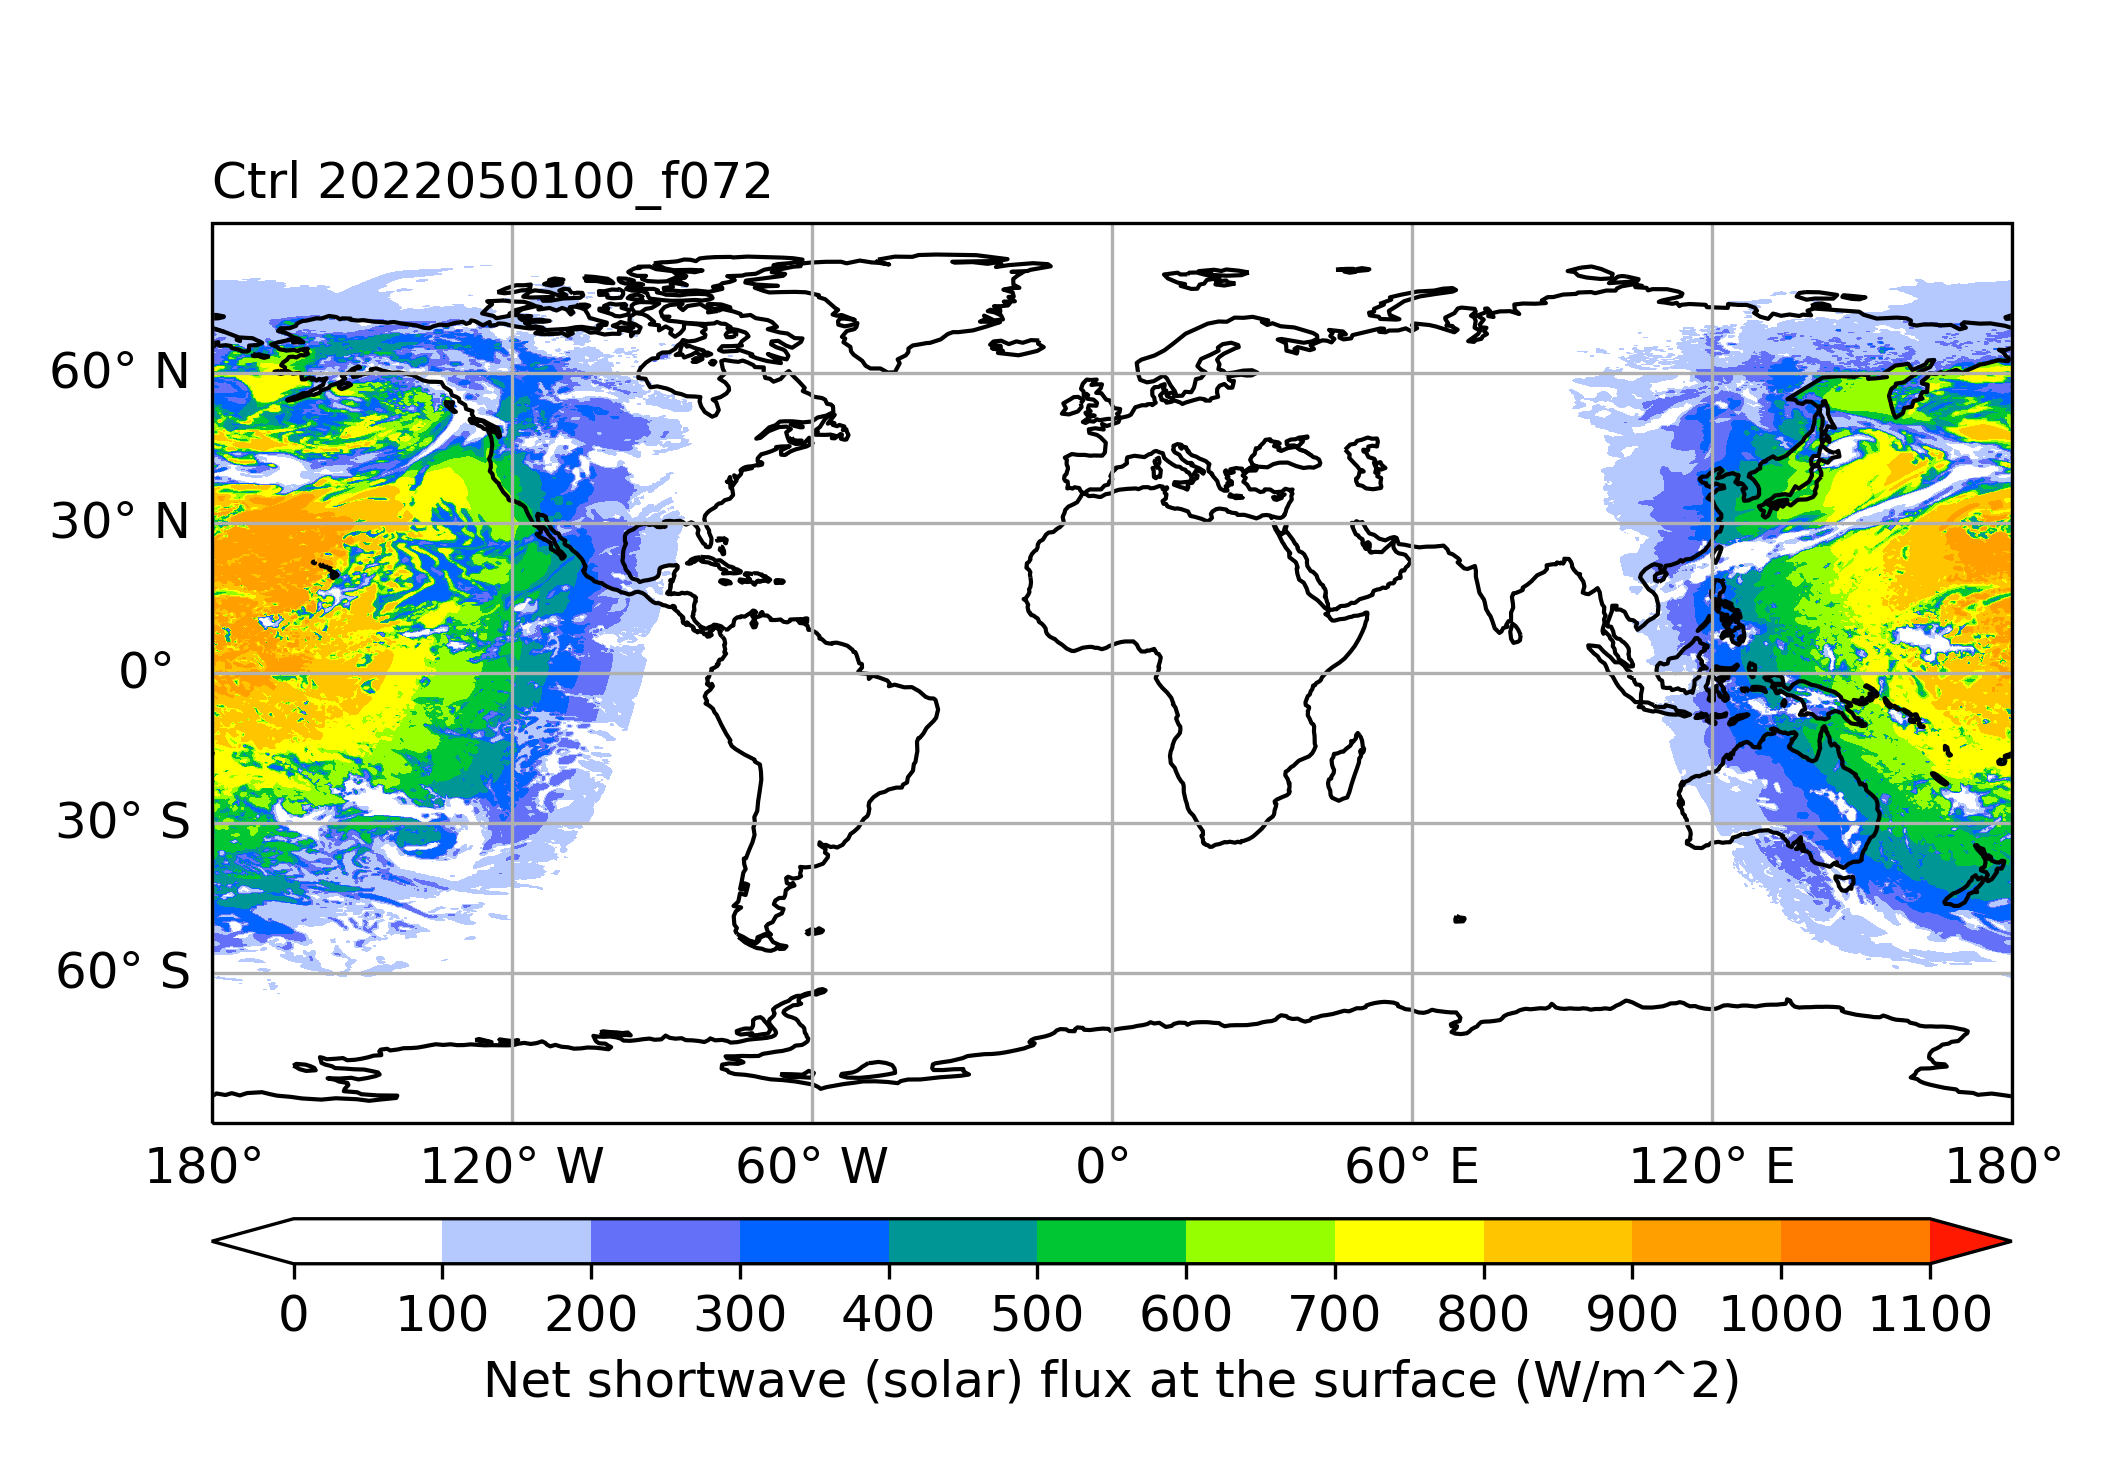 Ctrl 2022050100_f072
60° N
30° N
0°
30° S
60° S
180° 120° W 60° W 0° 60° E 120° E 180°
0 100 200 300 400 500 600 700 800 900 1000 1100
Net shortwave (solar) flux at the surface (W/m^2)